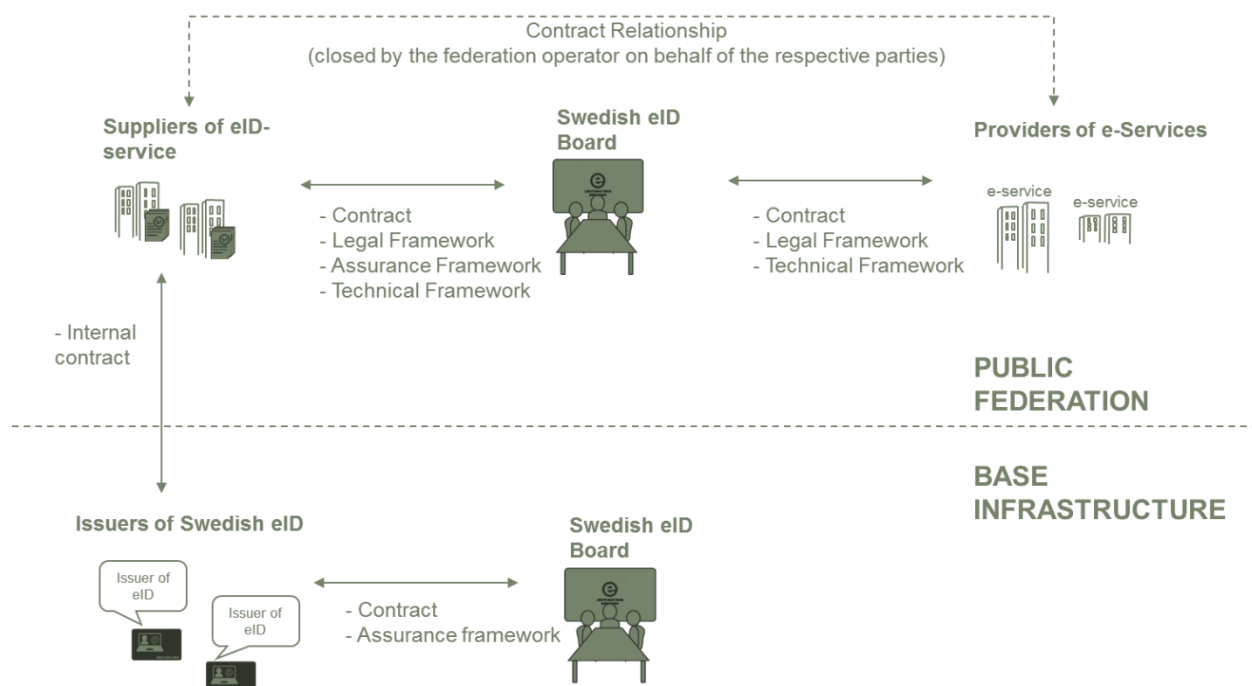 Contract Relationship
(closed by the federation operator on behalf of the respective parties)
Suppliers of eID-
service
Swedish eID
Board
Providers of e-Services
e-service
e-service
- Contract
- Legal Framework
- Assurance Framework
- Technical Framework
- Contract
- Legal Framework
- Technical Framework
- Internal
contract
PUBLIC
FEDERATION
BASE
INFRASTRUCTURE
Issuers of Swedish eID
Swedish eID
Board
Issuer of
eID
Issuer of
eID
- Contract
- Assurance framework